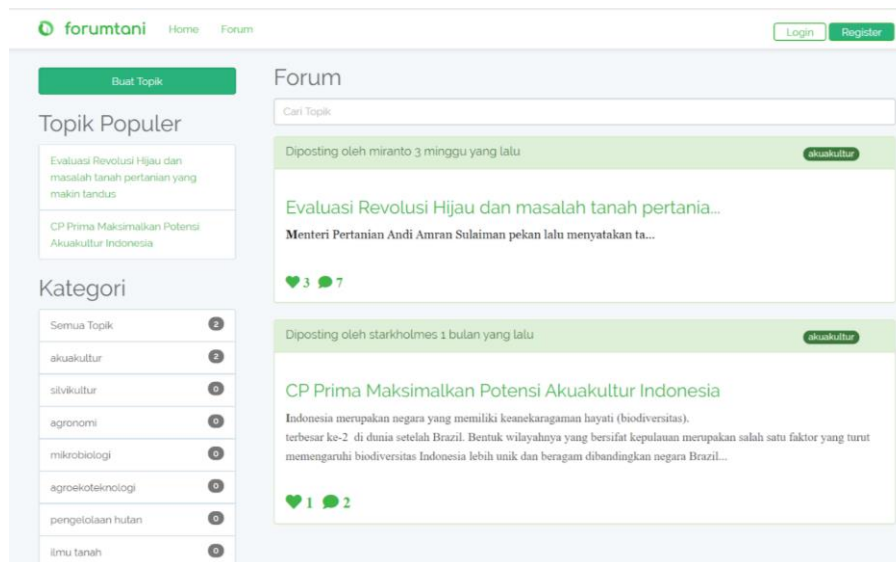 forumtani Home Forum Login Register
Buat Topik
Topik Populer
Evaluasi Revolusi Hijau dan
masalah tanah pertanian yang
makin tandus
CP Prima Maksimalkan Potensi
Akuakultur Indonesia
Kategori
Semua Topik 2
akuakultur 2
silvikultur 0
agronomi 0
mikrobiologi 0
agroekoteknologi 0
pengelolaan hutan 0
ilmu tanah 0
Forum
Cari Topik
Diposting oleh miranto 3 minggu yang lalu akuakultur
Evaluasi Revolusi Hijau dan masalah tanah pertania...
Menteri Pertanian Andi Amran Sulaiman pekan lalu menyatakan ta...
3 7
Diposting oleh starkholmes 1 bulan yang lalu akuakultur
CP Prima Maksimalkan Potensi Akuakultur Indonesia
Indonesia merupakan negara yang memiliki keanekaragaman hayati (biodiversitas).
terbesar ke-2 di dunia setelah Brazil. Bentuk wilayahnya yang bersifat kepulauan merupakan salah satu faktor yang turut
memengaruhi biodiversitas Indonesia lebih unik dan beragam dibandingkan negara Brazil...
1 2